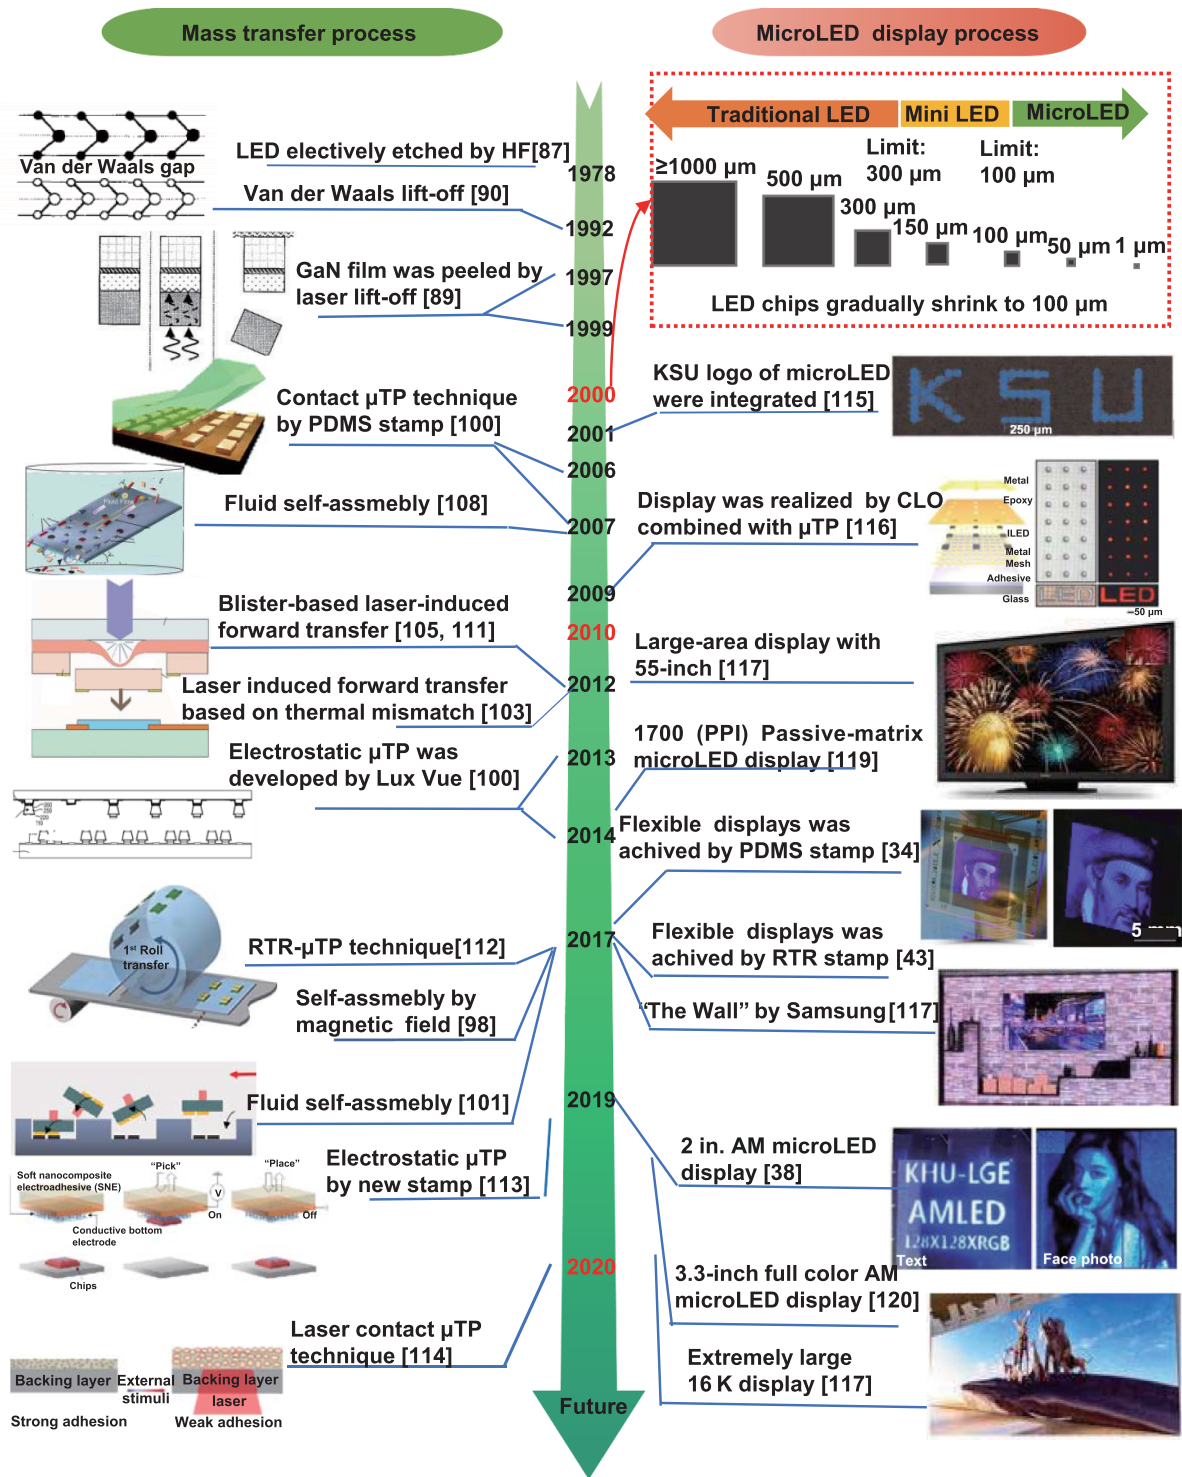 Mass transfer process
MicroLED display process
Traditional LED
Mini LED
MicroLED
Limit:
300 µm
Limit:
100 µm
≥1000 µm
500 µm
300 µm
150 µm
100 µm
50 µm
1 µm
LED chips gradually shrink to 100 µm
Van der Waals gap
LED electively etched by HF[87]
1978
Van der Waals lift-off [90]
1992
GaN film was peeled by
laser lift-off [89]
1997
1999
2000
KSU logo of microLED
were integrated [115]
K S U
250 µm
2001
Contact µTP technique
by PDMS stamp [100]
2006
Fluid self-assmebly [108]
2007
Display was realized by CLO
combined with µTP [116]
Metal
Epoxy
ILED
Metal
Mesh
Adhesive
Glass
LED
LED
50 µm
2009
Blister-based laser-induced
forward transfer [105, 111]
2010
Large-area display with
55-inch [117]
2012
Laser induced forward transfer
based on thermal mismatch [103]
1700 (PPI) Passive-matrix
microLED display [119]
2013
Electrostatic µTP was
developed by Lux Vue [100]
200
250
220
2014
Flexible displays was
achived by PDMS stamp [34]
5 mm
1st Roll
transfer
RTR-µTP technique[112]
2017
Flexible displays was
achived by RTR stamp [43]
Self-assmebly by
magnetic field [98]
"The Wall" by Samsung[117]
Fluid self-assmebly [101]
2019
2 in. AM microLED
display [38]
KHU-LGE
AMLED
128X128XRGB
Text
Face photo
Electrostatic µTP
by new stamp [113]
Soft nanocomposite
electroadhesive (SNE)
"Pick"
"Place"
V
On
Off
Conductive bottom
electrode
Chips
2020
3.3-inch full color AM
microLED display [120]
Laser contact µTP
technique [114]
Extremely large
16 K display [117]
Backing layer
External
stimuli
Backing layer
laser
Strong adhesion
Weak adhesion
Future